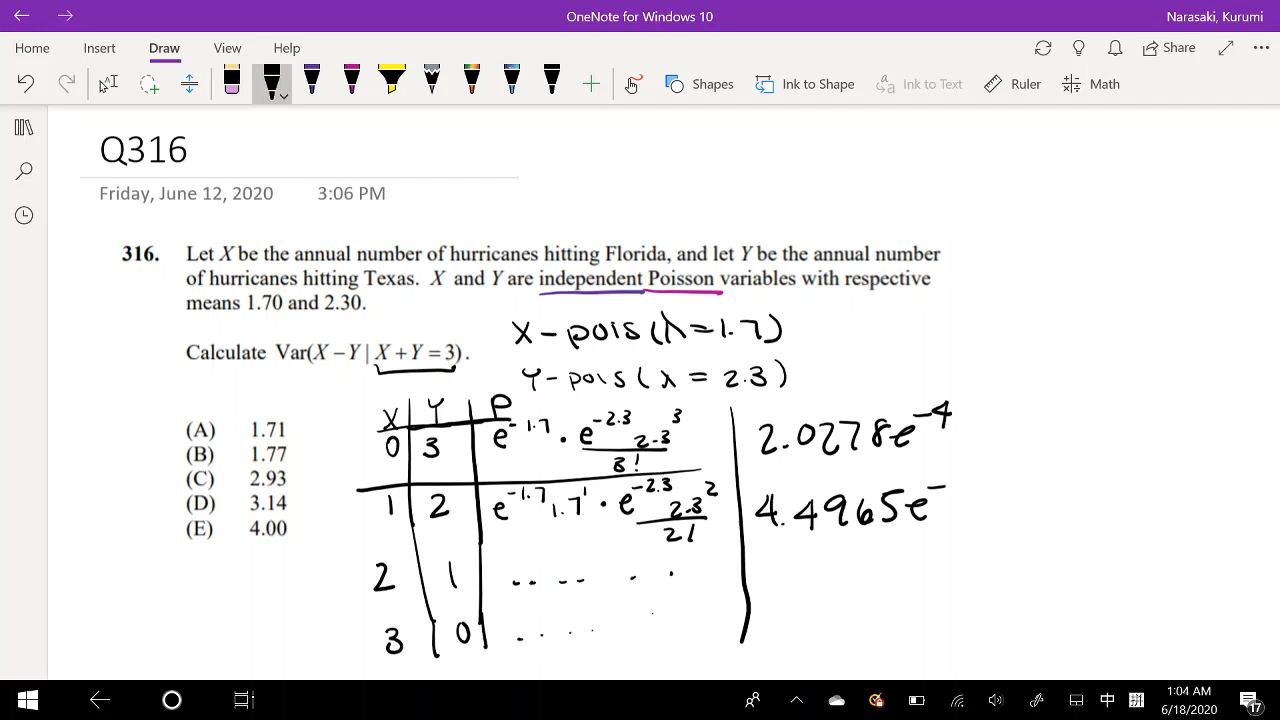 OneNote for Windows 10
Narasaki, Kurumi
Home Insert Draw View Help Share
Shapes Ink to Shape Ink to Text Ruler Math
Q316
Friday, June 12, 2020 3:06 PM
316. Let X be the annual number of hurricanes hitting Florida, and let Y be the annual number
of hurricanes hitting Texas. X and Y are independent Poisson variables with respective
means 1.70 and 2.30.
X - pois(λ = 1.7)
Calculate Var(X − Y | X + Y = 3).
Y - pois(λ = 2.3)
X Y P
(A) 1.71
(B) 1.77
(C) 2.93
(D) 3.14
(E) 4.00
0 3 e^-1.7 · e^-2.3 2.3^3 / 3! 2.0278e^-4
1 2 e^-1.7 1.7^1 · e^-2.3 2.3^2 / 2! 4.4965e^-
2 1 .... . .
3 0 ....
1:04 AM
中
6/18/2020
17